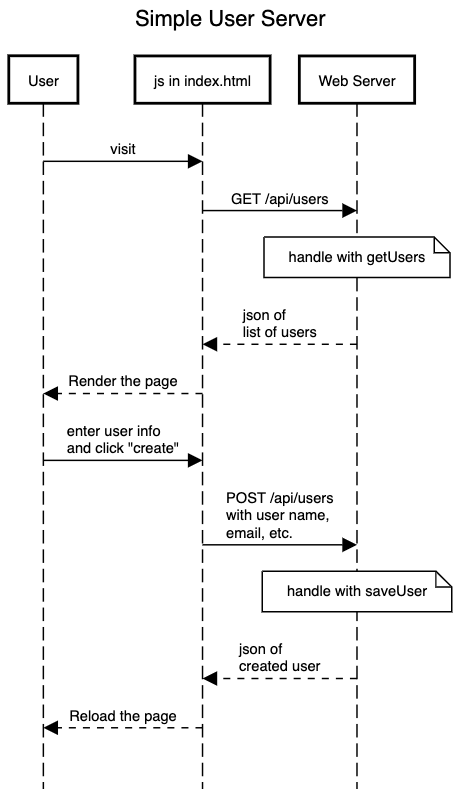 Simple User Server
User
js in index.html
Web Server
visit
GET /api/users
handle with getUsers
json of
list of users
Render the page
enter user info
and click "create"
POST /api/users
with user name,
email, etc.
handle with saveUser
json of
created user
Reload the page